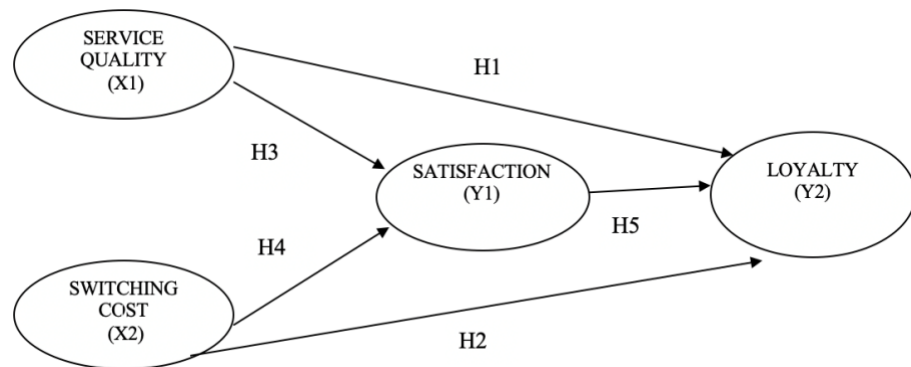 SERVICE
QUALITY
(X1)
H1
H3
SATISFACTION
(Y1)
LOYALTY
(Y2)
H5
H4
SWITCHING
COST
(X2)
H2